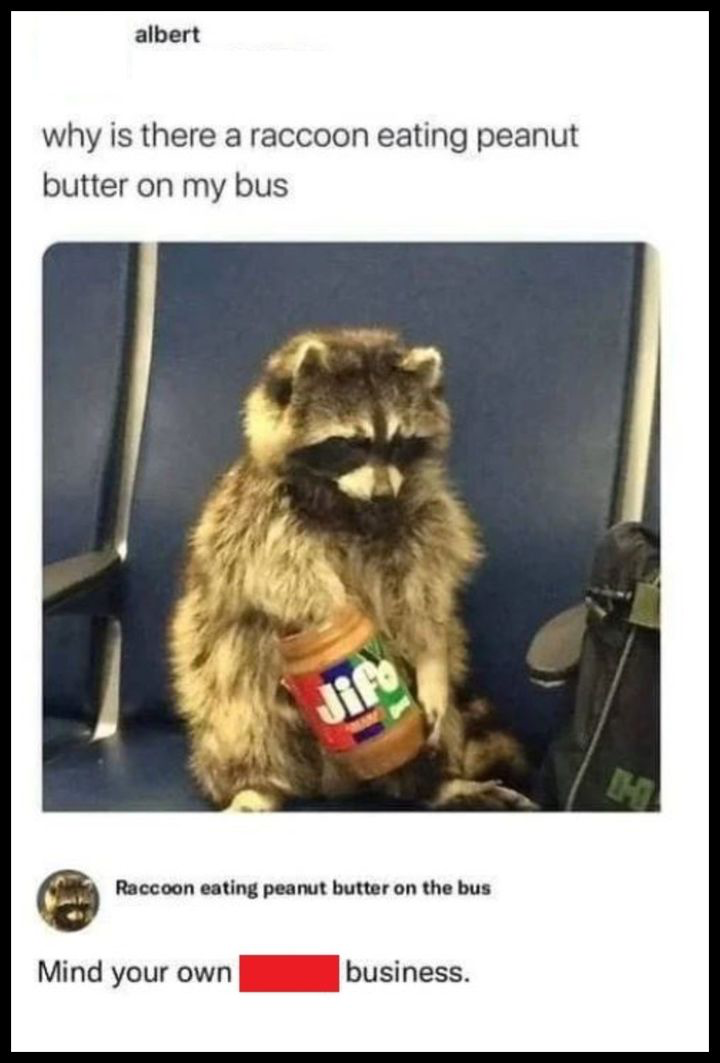 albert
why is there a raccoon eating peanut
butter on my bus
Jif
Raccoon eating peanut butter on the bus
Mind your own business.